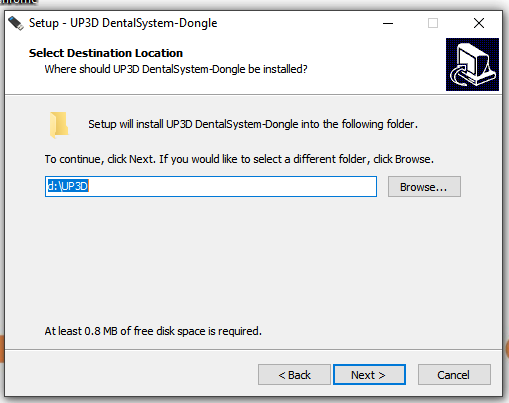 Setup - UP3D DentalSystem-Dongle
Select Destination Location
Where should UP3D DentalSystem-Dongle be installed?
Setup will install UP3D DentalSystem-Dongle into the following folder.
To continue, click Next. If you would like to select a different folder, click Browse.
d:\UP3D
Browse...
At least 0.8 MB of free disk space is required.
< Back
Next >
Cancel